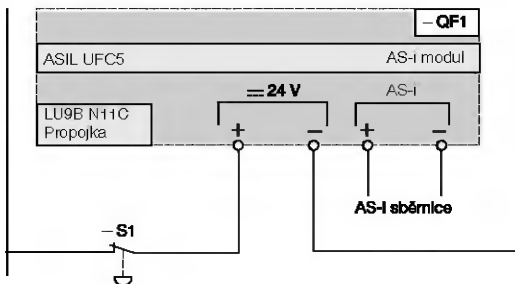 – QF1
ASIL UFC5 AS-i modul
24 V AS-i
LU9B N11C
Propojka
+ – + –
AS-I sběrnice
– S1